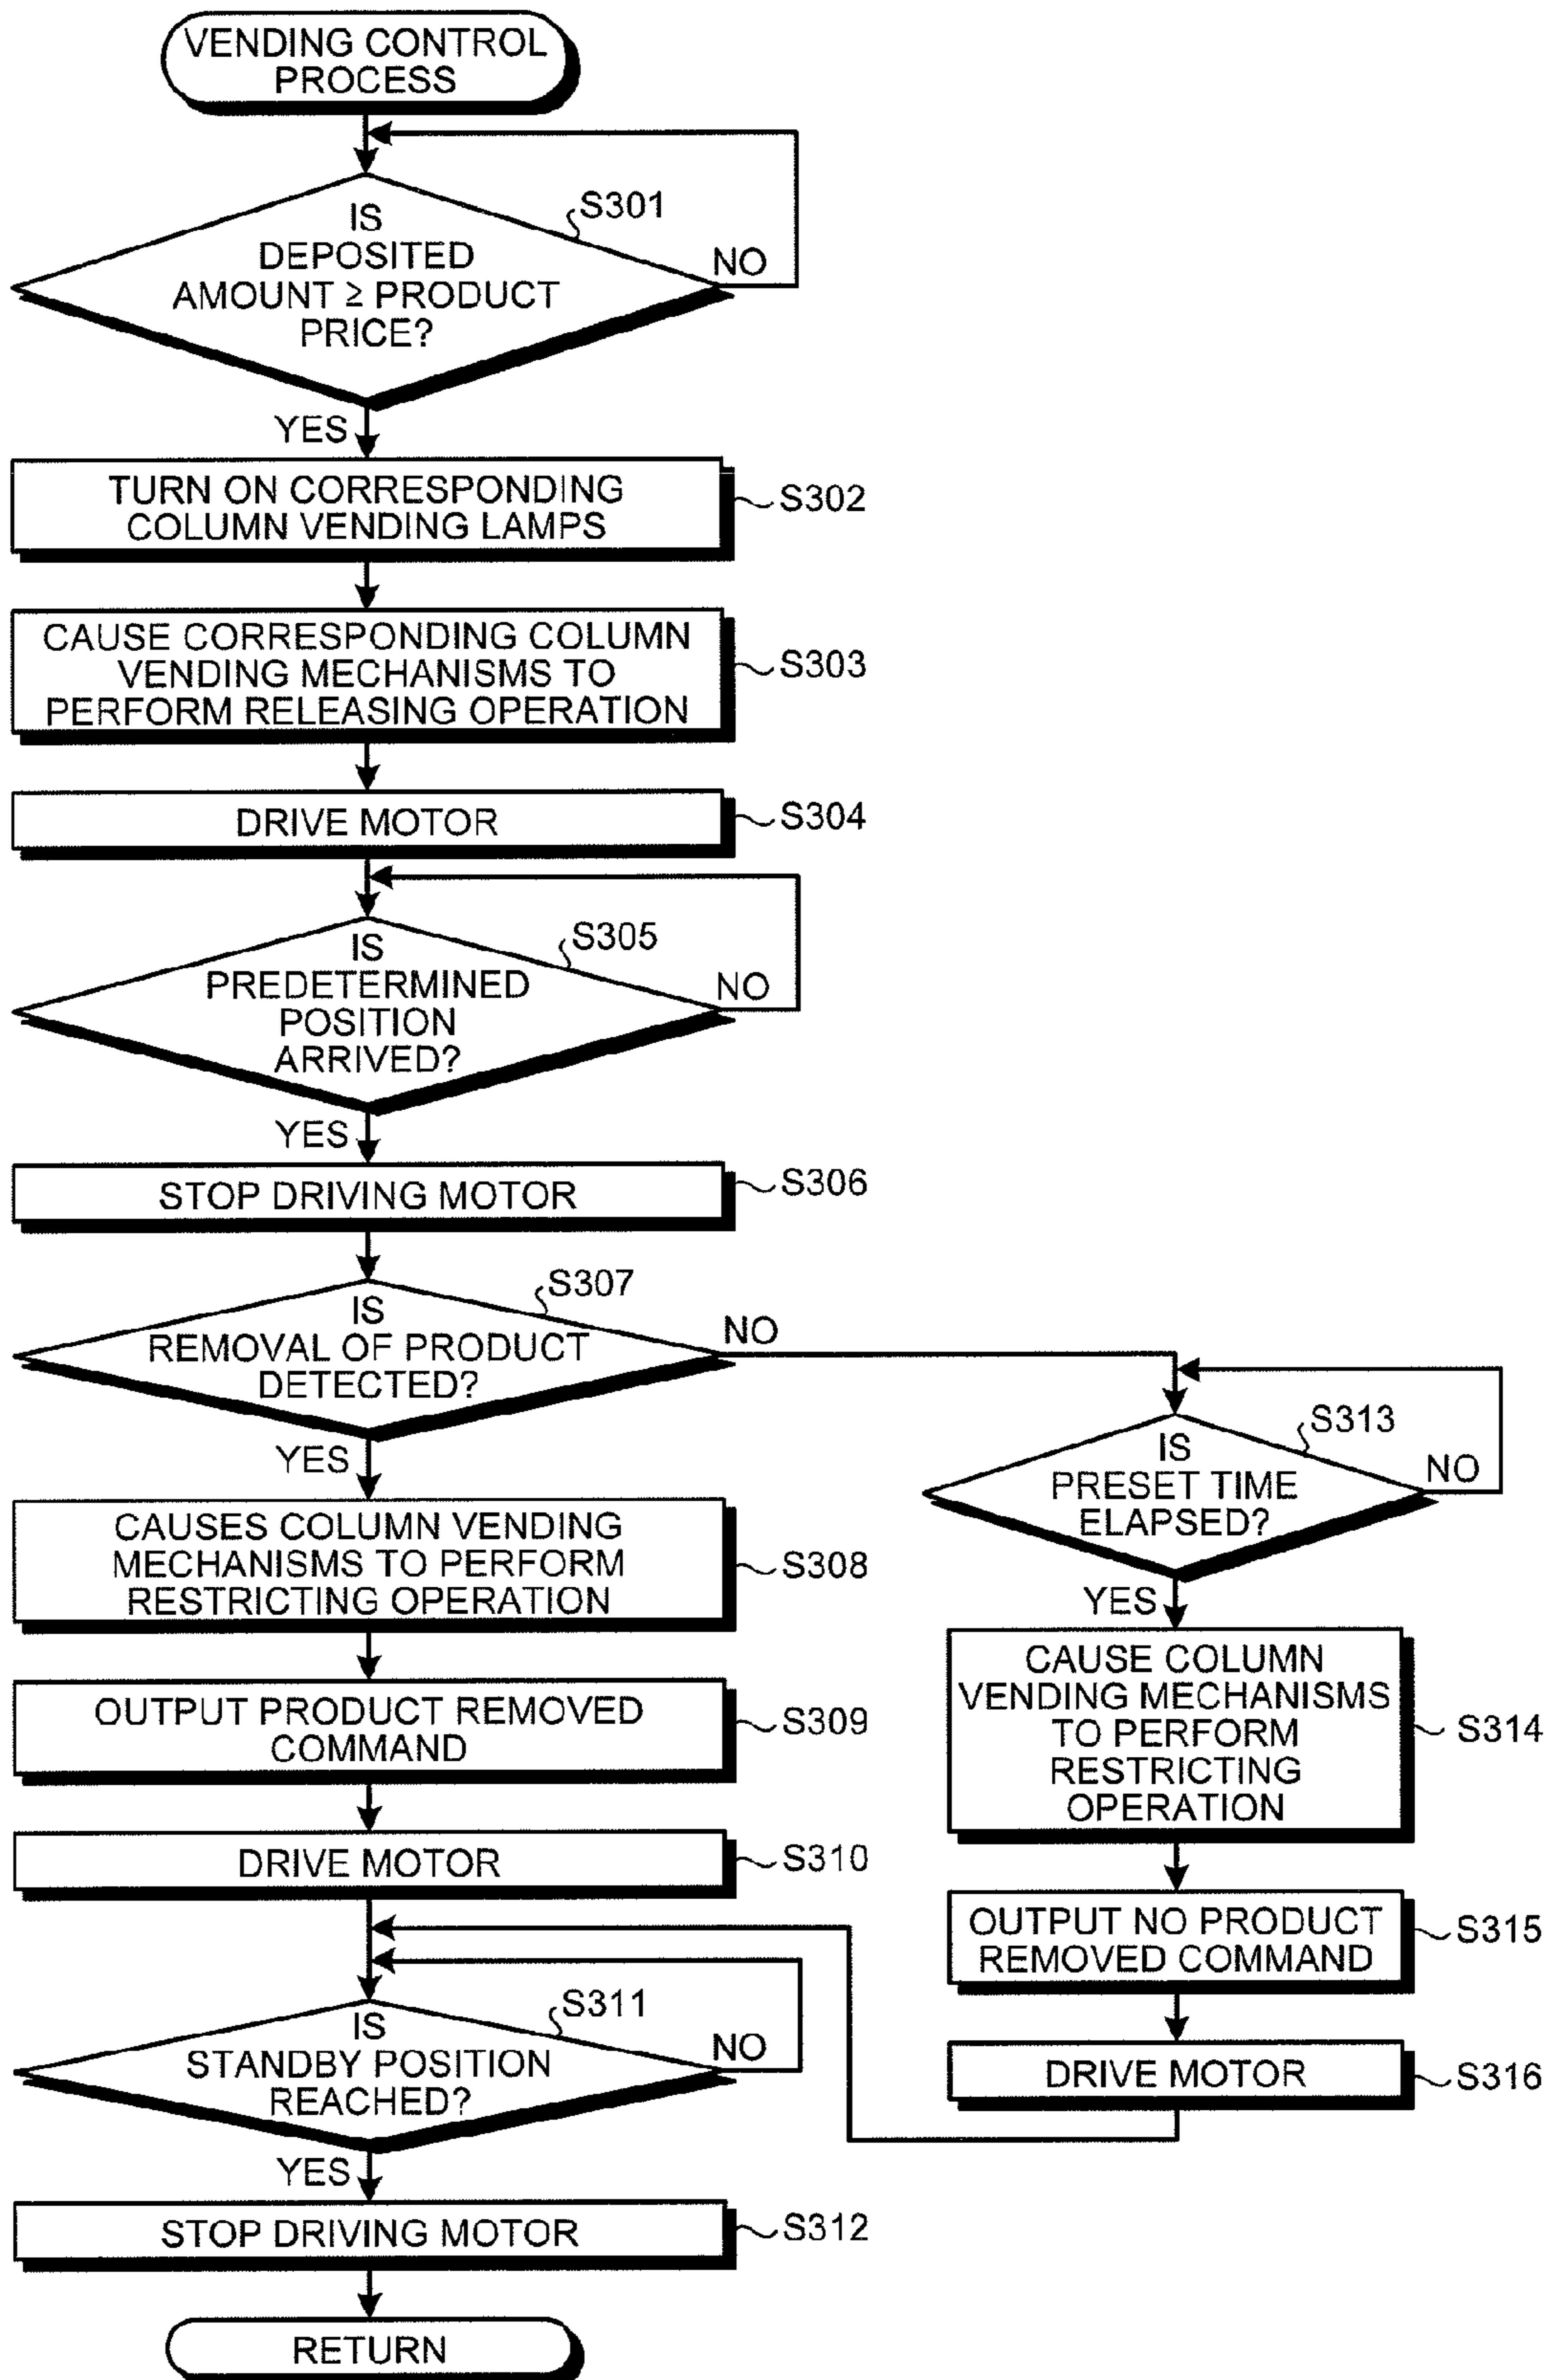 VENDING CONTROL
PROCESS
S301
IS
DEPOSITED
AMOUNT ≥ PRODUCT
PRICE?
NO
YES
TURN ON CORRESPONDING
COLUMN VENDING LAMPS
S302
CAUSE CORRESPONDING COLUMN
VENDING MECHANISMS TO
PERFORM RELEASING OPERATION
S303
DRIVE MOTOR
S304
S305
IS
PREDETERMINED
POSITION
ARRIVED?
NO
YES
STOP DRIVING MOTOR
S306
S307
IS
REMOVAL OF PRODUCT
DETECTED?
NO
YES
CAUSES COLUMN VENDING
MECHANISMS TO PERFORM
RESTRICTING OPERATION
S308
OUTPUT PRODUCT REMOVED
COMMAND
S309
DRIVE MOTOR
S310
S311
IS
STANDBY POSITION
REACHED?
NO
YES
STOP DRIVING MOTOR
S312
RETURN
S313
IS
PRESET TIME
ELAPSED?
NO
YES
CAUSE COLUMN
VENDING MECHANISMS
TO PERFORM
RESTRICTING
OPERATION
S314
OUTPUT NO PRODUCT
REMOVED COMMAND
S315
DRIVE MOTOR
S316